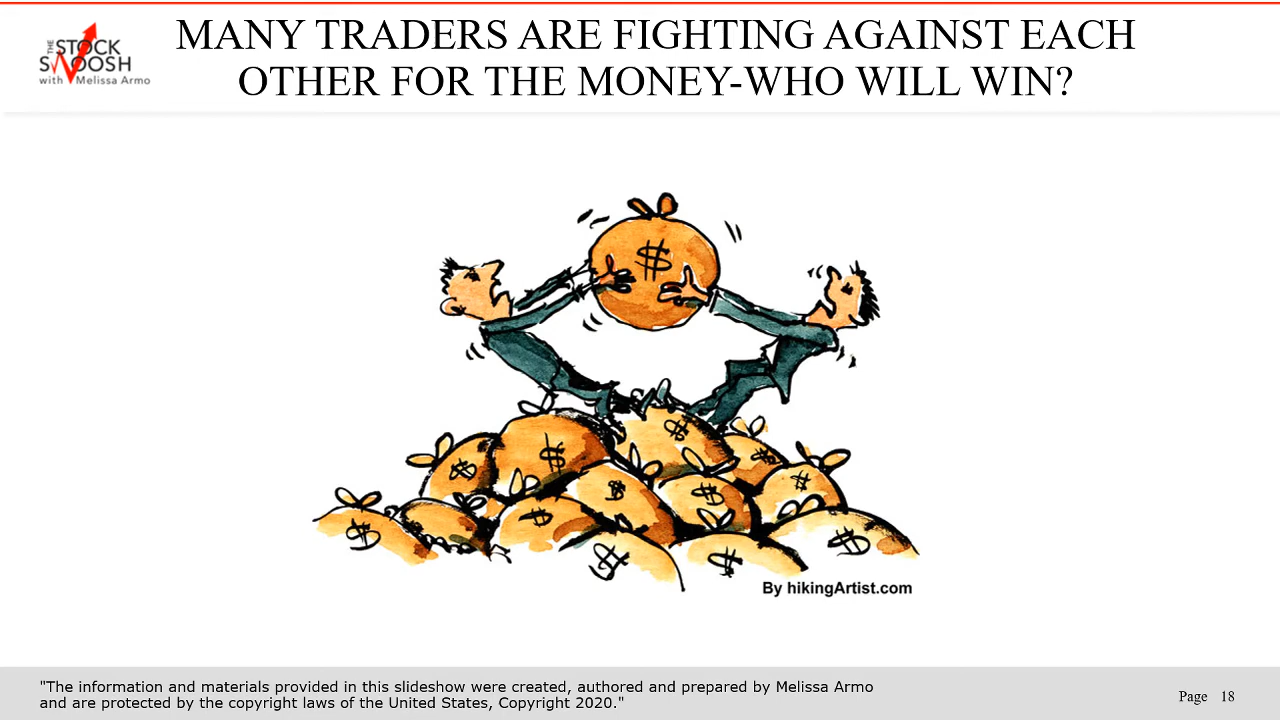 THE
STOCK
SWOOSH
with Melissa Armo
MANY TRADERS ARE FIGHTING AGAINST EACH
OTHER FOR THE MONEY-WHO WILL WIN?
$
$
$
$
$
$
$
$
$
$
$
$
By hikingArtist.com
"The information and materials provided in this slideshow were created, authored and prepared by Melissa Armo
and are protected by the copyright laws of the United States, Copyright 2020."
Page 18